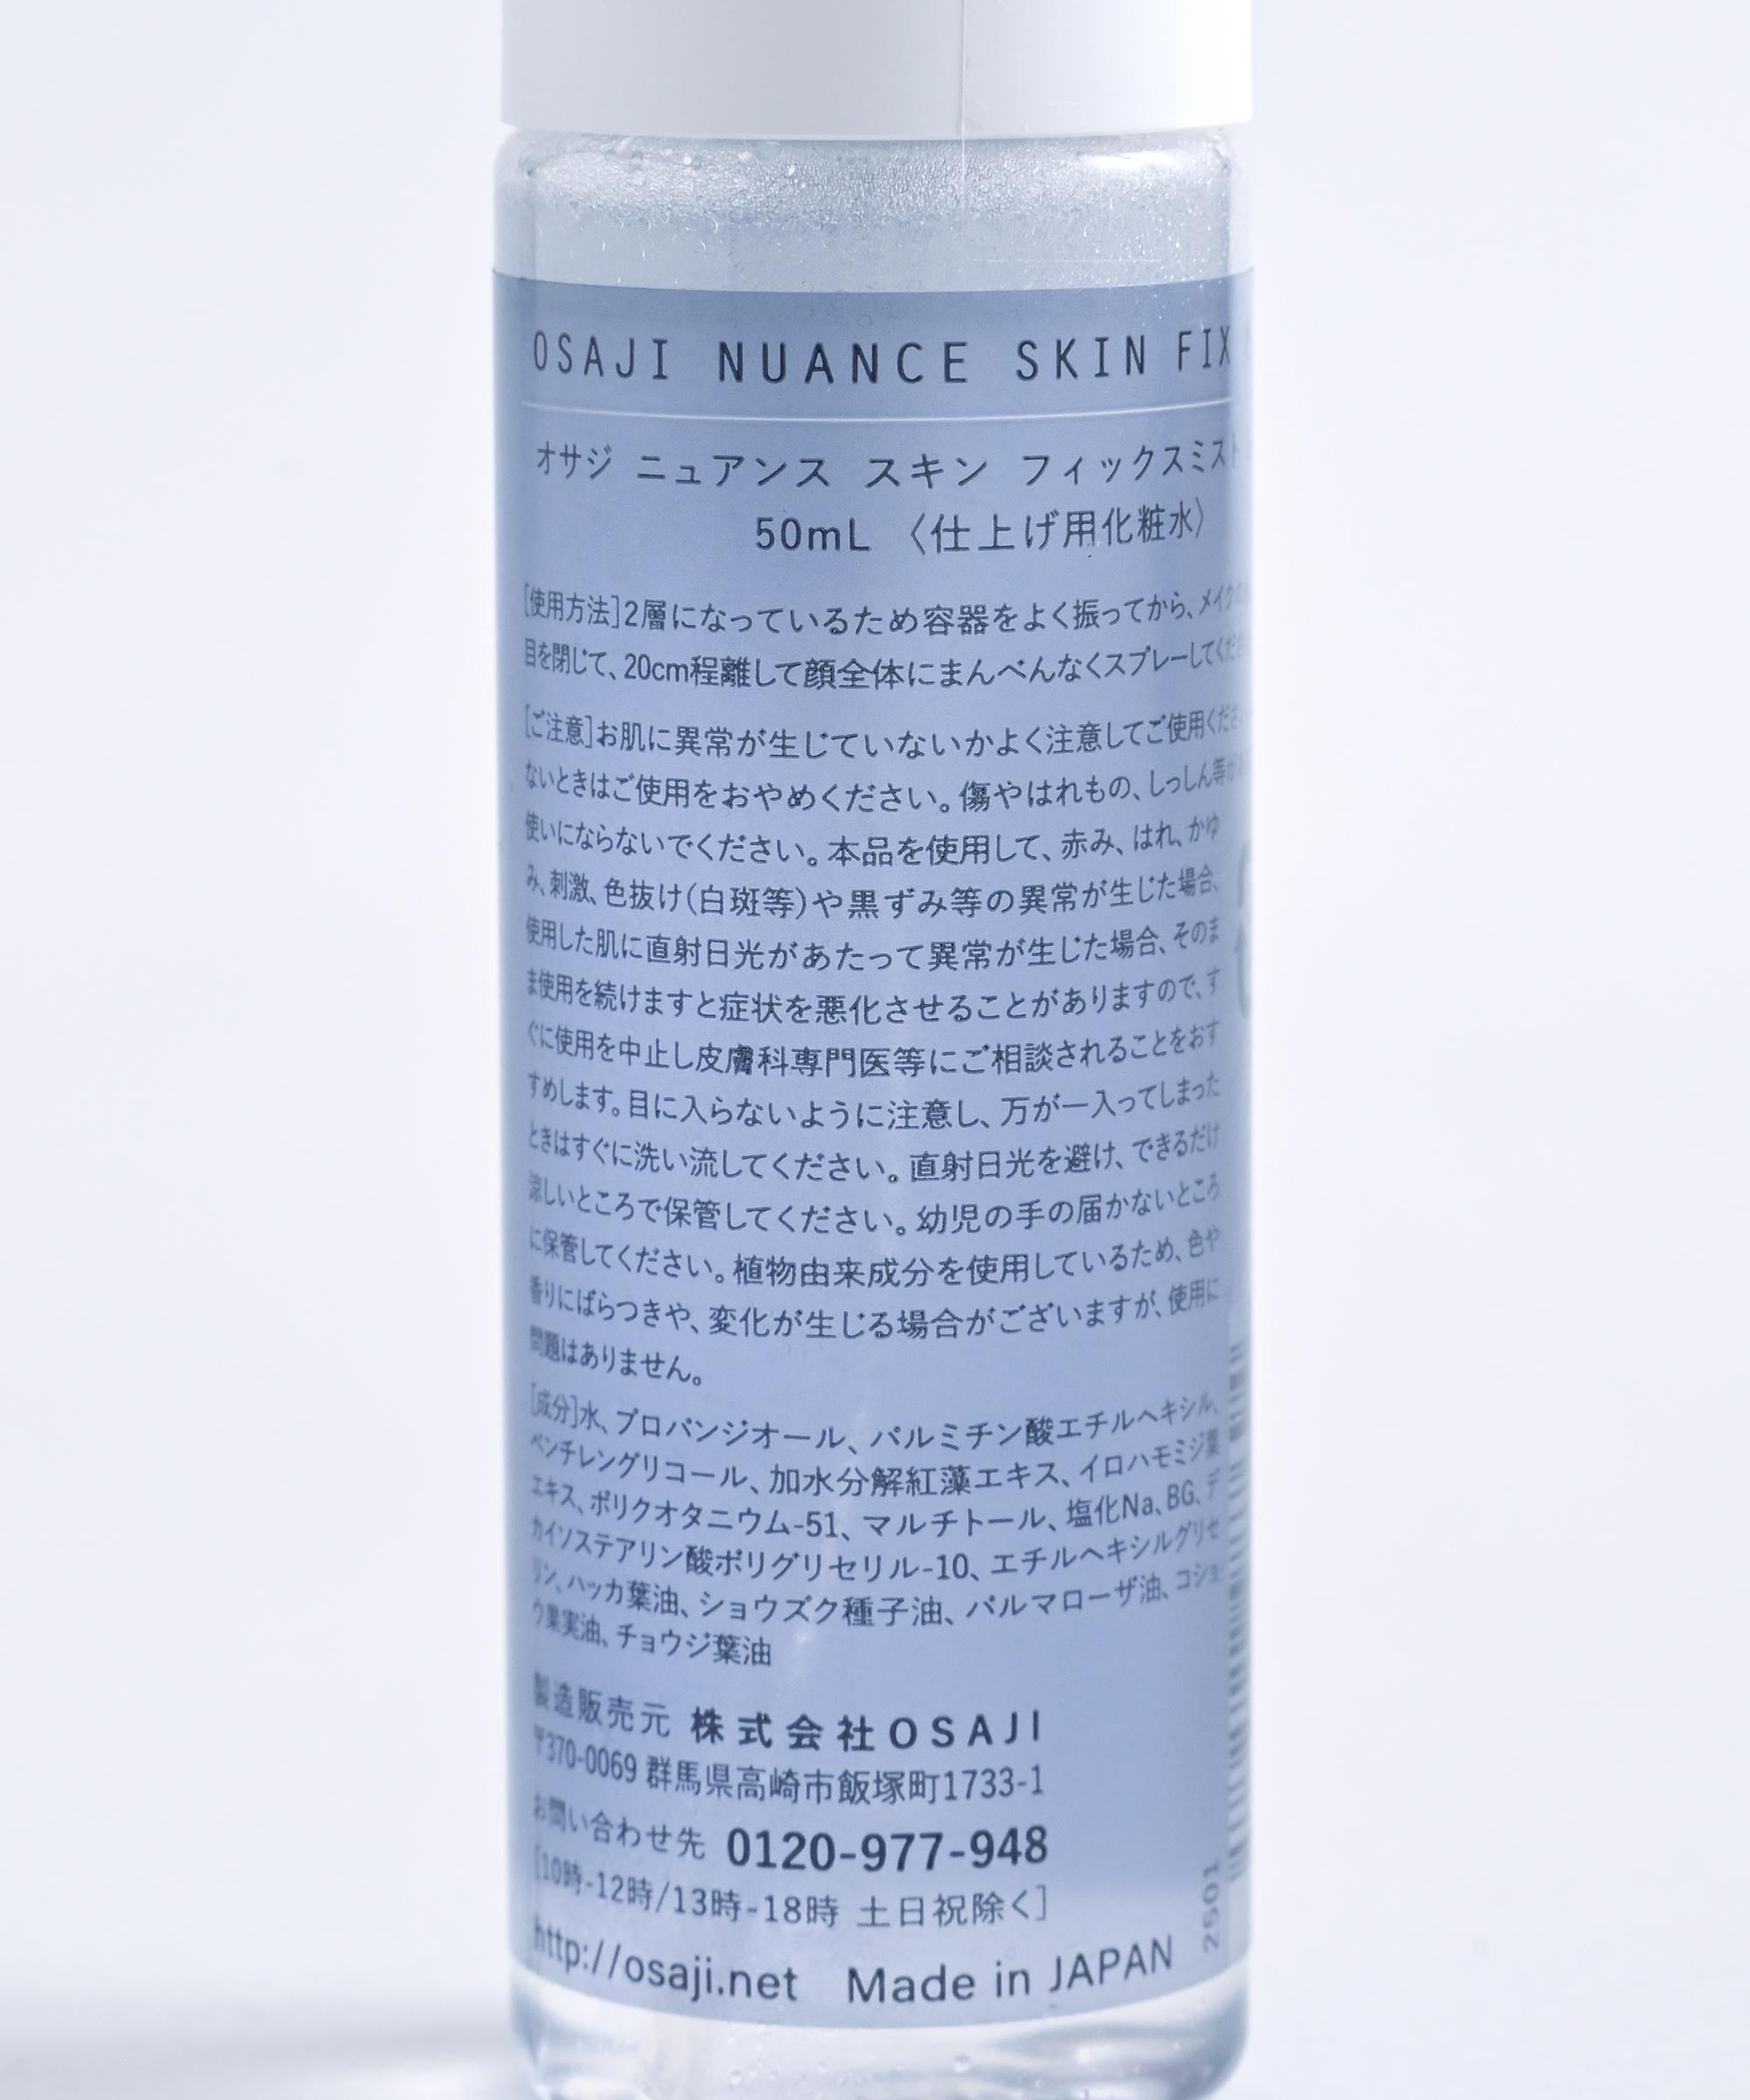 OSAJI NUANCE SKIN FIX
オサジ ニュアンス スキン フィックスミスト
50mL 〈仕上げ用化粧水〉
[使用方法]2層になっているため容器をよく振ってから、メイク
目を閉じて、20cm程離して顔全体にまんべんなくスプレーしてくだ
[ご注意]お肌に異常が生じていないかよく注意してご使用くださ
ないときはご使用をおやめください。傷やはれもの、しっしん等
使いにならないでください。本品を使用して、赤み、はれ、かゆ
み、刺激、色抜け(白斑等)や黒ずみ等の異常が生じた場合、
使用した肌に直射日光があたって異常が生じた場合、そのま
ま使用を続けますと症状を悪化させることがありますので、す
ぐに使用を中止し皮膚科専門医等にご相談されることをおす
すめします。目に入らないように注意し、万が一入ってしまった
ときはすぐに洗い流してください。直射日光を避け、できるだけ
涼しいところで保管してください。幼児の手の届かないところ
に保管してください。植物由来成分を使用しているため、色や
香りにばらつきや、変化が生じる場合がございますが、使用に
問題はありません。
[成分]水、プロパンジオール、パルミチン酸エチルヘキシル、
ペンチレングリコール、加水分解紅藻エキス、イロハモミジ葉
エキス、ポリクオタニウム-51、マルチトール、塩化Na、BG、デ
カイソステアリン酸ポリグリセリル-10、エチルヘキシルグリセ
リン、ハッカ葉油、ショウズク種子油、パルマローザ油、コショ
ウ果実油、チョウジ葉油
製造販売元 株式会社OSAJI
〒370-0069 群馬県高崎市飯塚町1733-1
お問い合わせ先 0120-977-948
[10時-12時/13時-18時 土日祝除く]
http://osaji.net Made in JAPAN
2501